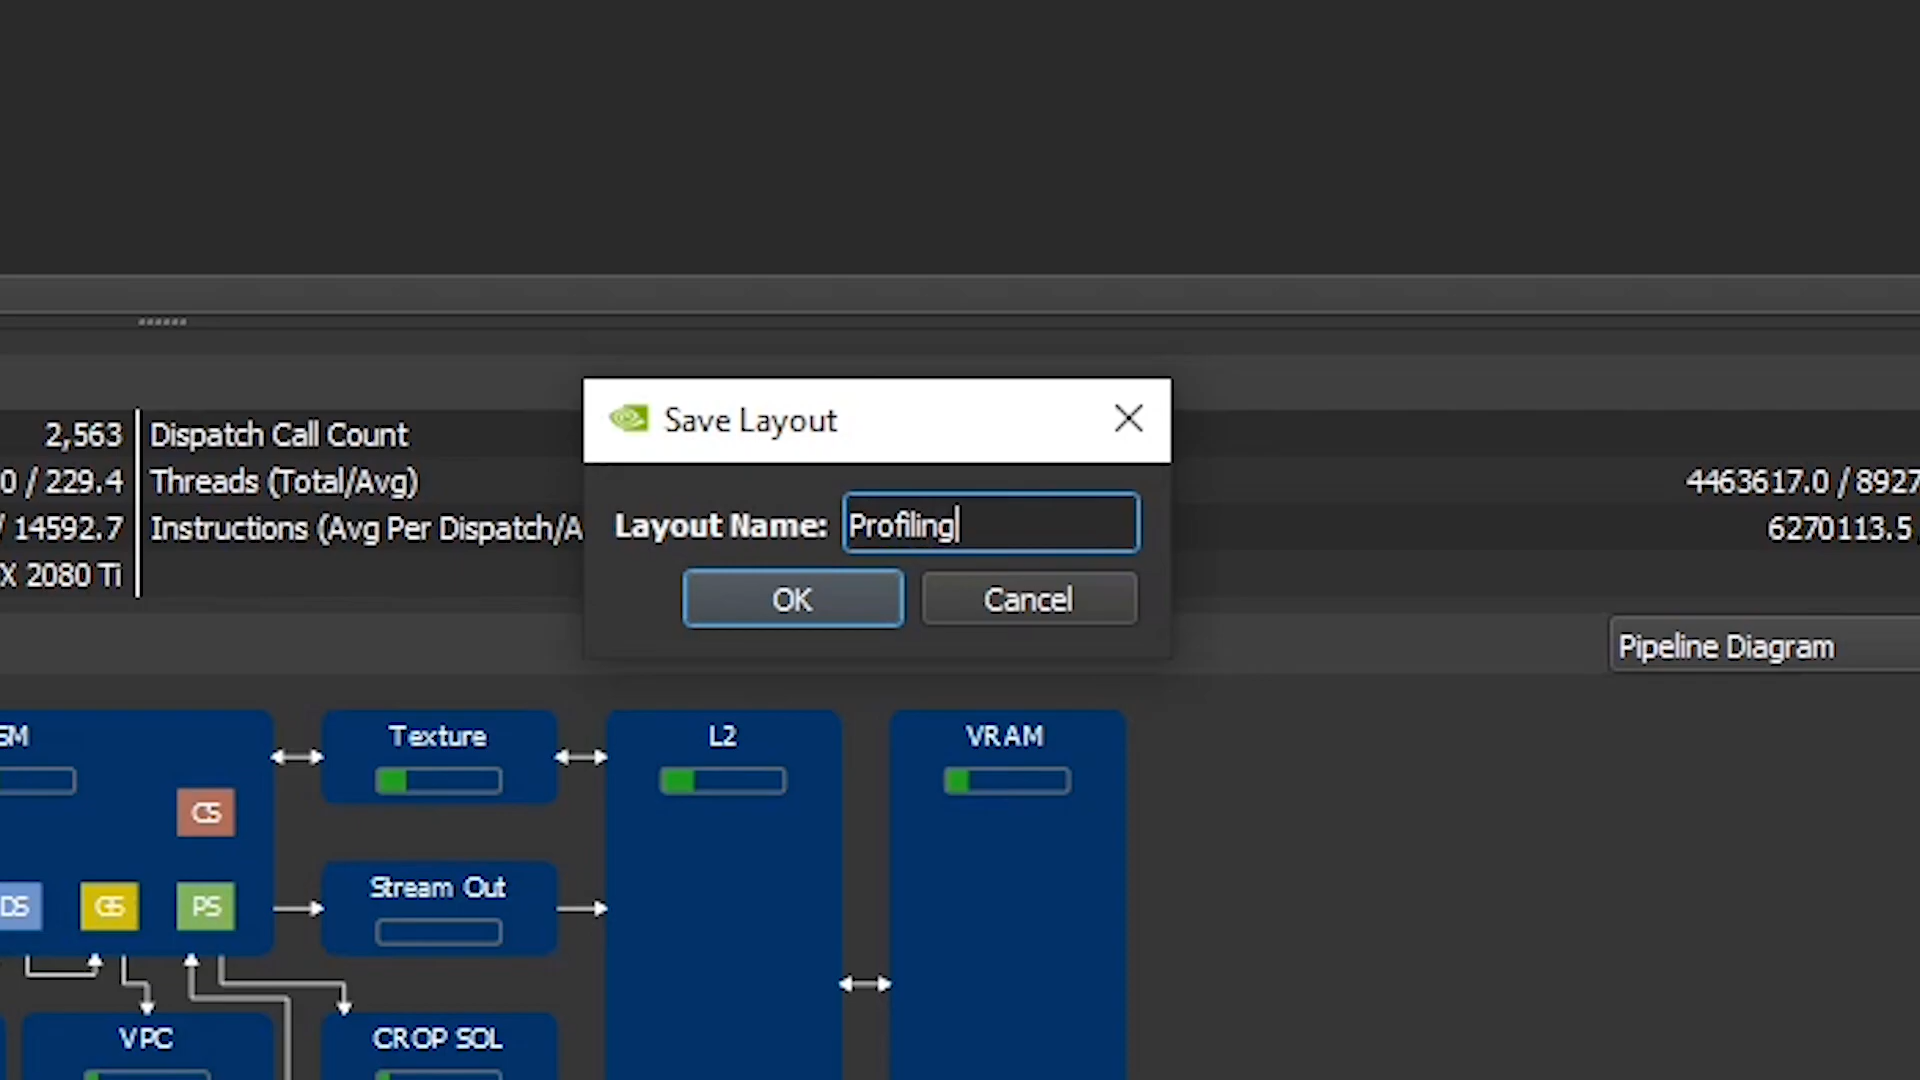 Save Layout
Layout Name: Profiling
OK Cancel
2,563 Dispatch Call Count
0 / 229.4 Threads (Total/Avg) 4463617.0 / 8927
/ 14592.7 Instructions (Avg Per Dispatch/A 6270113.5
X 2080 Ti
Pipeline Diagram
SM Texture L2 VRAM
CS
Stream Out
DS GS PS
VPC CROP SOL